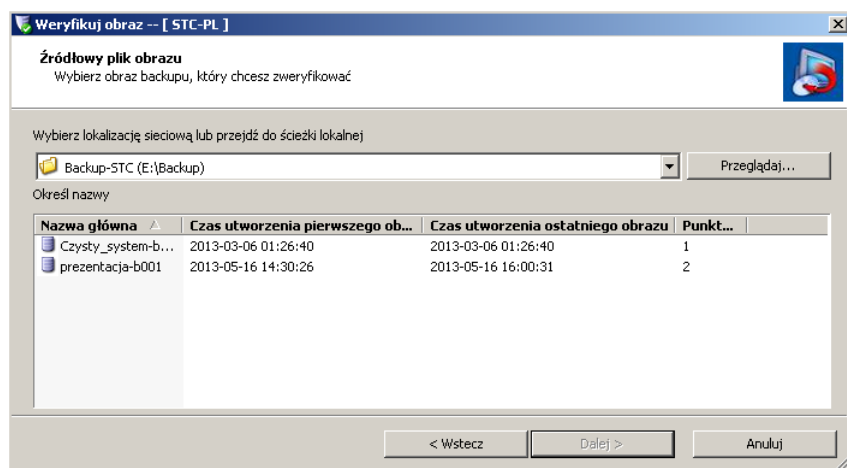 Weryfikuj obraz -- [ STC-PL ]
Źródłowy plik obrazu
Wybierz obraz backupu, który chcesz zweryfikować
Wybierz lokalizację sieciową lub przejdź do ścieżki lokalnej
Backup-STC (E:\Backup)
Przeglądaj...
Określ nazwy
Nazwa główna Czas utworzenia pierwszego ob... Czas utworzenia ostatniego obrazu Punkt...
Czysty_system-b... 2013-03-06 01:26:40 2013-03-06 01:26:40 1
prezentacja-b001 2013-05-16 14:30:26 2013-05-16 16:00:31 2
< Wstecz Dalej > Anuluj